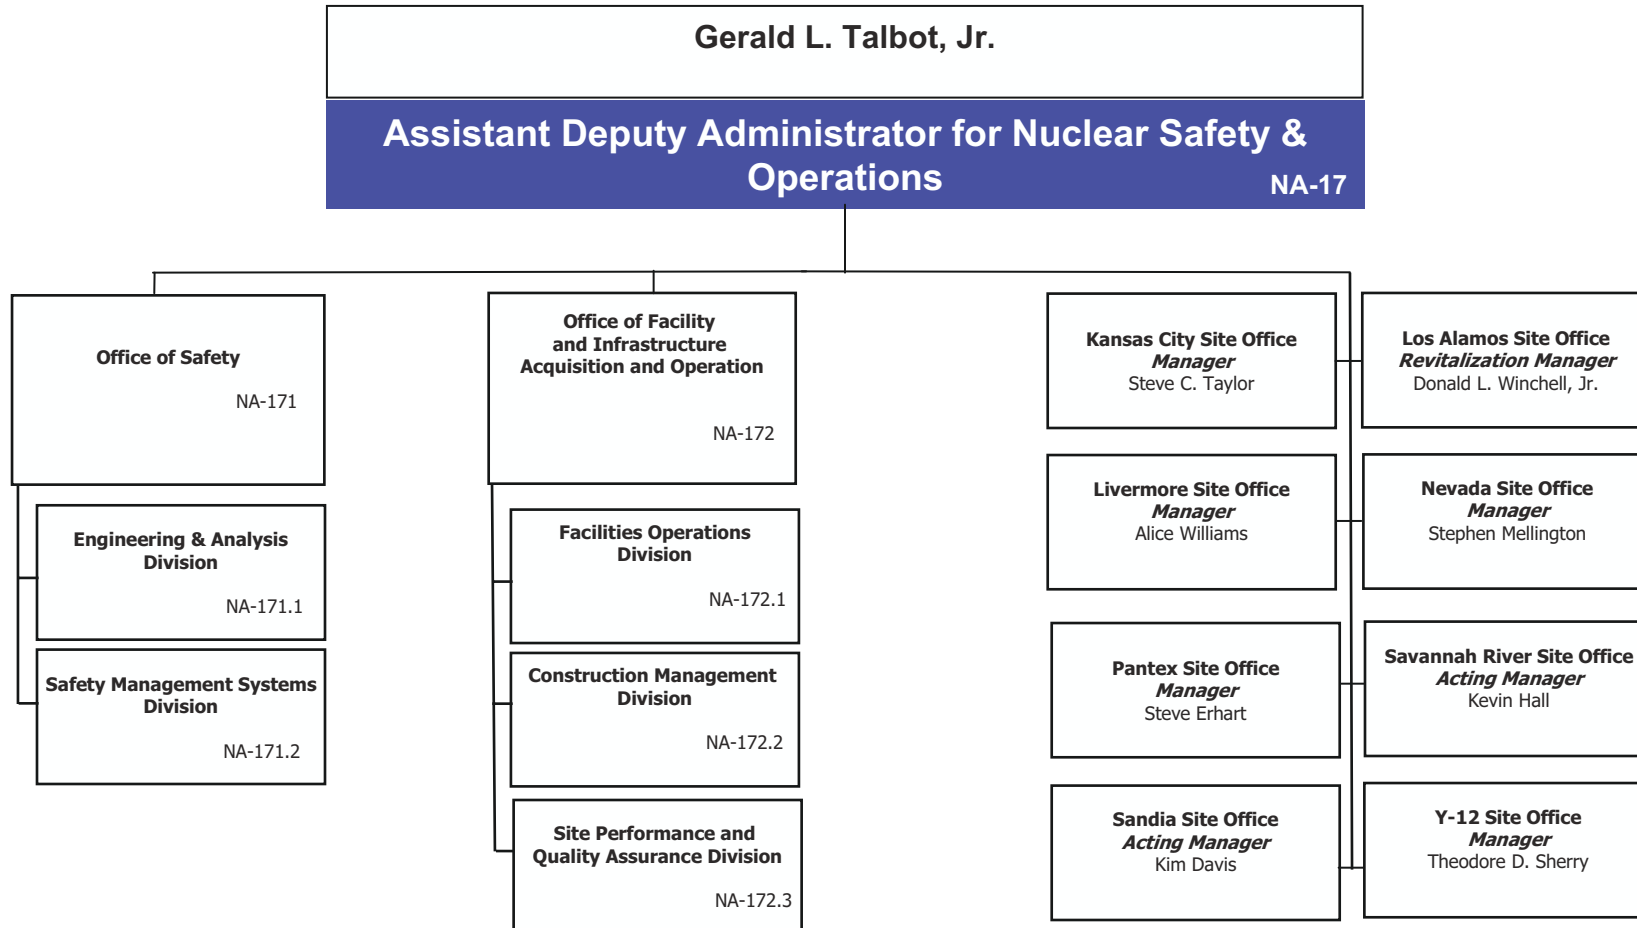 Gerald L. Talbot, Jr.
Assistant Deputy Administrator for Nuclear Safety &
Operations
NA-17
Office of Safety
NA-171
Engineering & Analysis
Division
NA-171.1
Safety Management Systems
Division
NA-171.2
Office of Facility
and Infrastructure
Acquisition and Operation
NA-172
Facilities Operations
Division
NA-172.1
Construction Management
Division
NA-172.2
Site Performance and
Quality Assurance Division
NA-172.3
Kansas City Site Office
Manager
Steve C. Taylor
Los Alamos Site Office
Revitalization Manager
Donald L. Winchell, Jr.
Livermore Site Office
Manager
Alice Williams
Nevada Site Office
Manager
Stephen Mellington
Pantex Site Office
Manager
Steve Erhart
Savannah River Site Office
Acting Manager
Kevin Hall
Sandia Site Office
Acting Manager
Kim Davis
Y-12 Site Office
Manager
Theodore D. Sherry